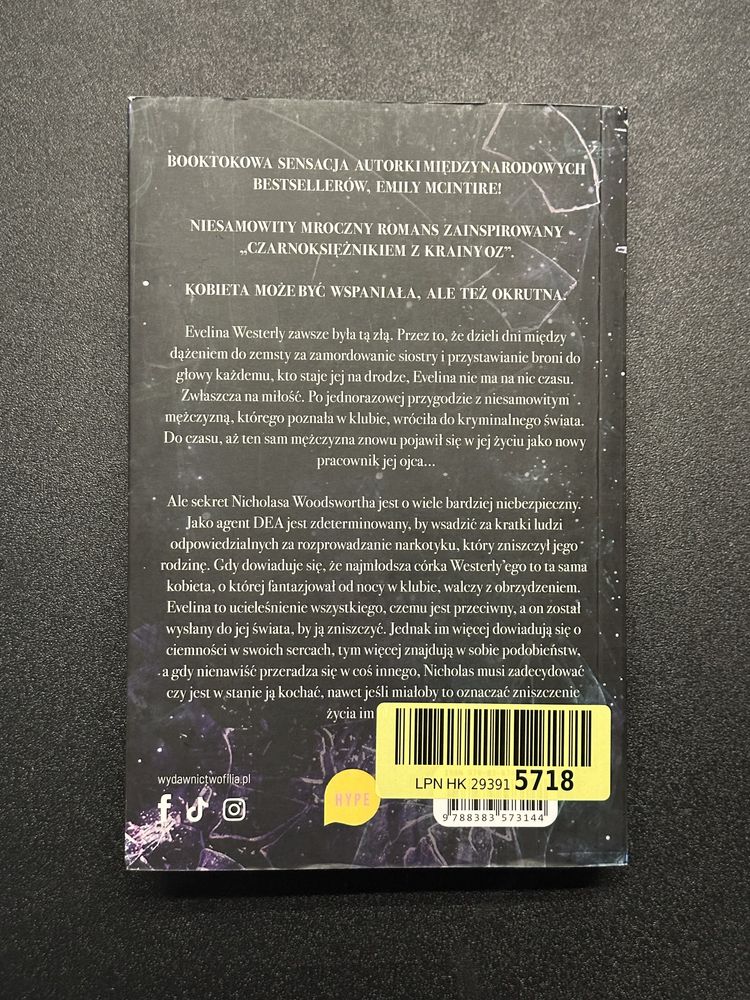 BOOKTOKOWA SENSACJA AUTORKI MIĘDZYNARODOWYCH
BESTSELLERÓW, EMILY MCINTIRE!
NIESAMOWITY MROCZNY ROMANS ZAINSPIROWANY
„CZARNOKSIĘŻNIKIEM Z KRAINY OZ”.
KOBIETA MOŻE BYĆ WSPANIAŁA, ALE TEŻ OKRUTNA.
Evelina Westerly zawsze była tą złą. Przez to, że dzieli dni między
dążeniem do zemsty za zamordowanie siostry i przystawianie broni do
głowy każdemu, kto staje jej na drodze, Evelina nie ma na nic czasu.
Zwłaszcza na miłość. Po jednorazowej przygodzie z niesamowitym
mężczyzną, którego poznała w klubie, wróciła do kryminalnego świata.
Do czasu, aż ten sam mężczyzna znowu pojawił się w jej życiu jako nowy
pracownik jej ojca...
Ale sekret Nicholasa Woodswortha jest o wiele bardziej niebezpieczny.
Jako agent DEA jest zdeterminowany, by wsadzić za kratki ludzi
odpowiedzialnych za rozprowadzanie narkotyku, który zniszczył jego
rodzinę. Gdy dowiaduje się, że najmłodsza córka Westerly'ego to ta sama
kobieta, o której fantazjował od nocy w klubie, walczy z obrzydzeniem.
Evelina to ucieleśnienie wszystkiego, czemu jest przeciwny, a on został
wysłany do jej świata, by ją zniszczyć. Jednak im więcej dowiadują się o
ciemności w swoich sercach, tym więcej znajdują w sobie podobieństw,
a gdy nienawiść przeradza się w coś innego, Nicholas musi zadecydować
czy jest w stanie ją kochać, nawet jeśli miałoby to oznaczać zniszczenie
życia im
LPN HK 29391 5718
wydawnictwofilia.pl
HYPE
9 788383 573144